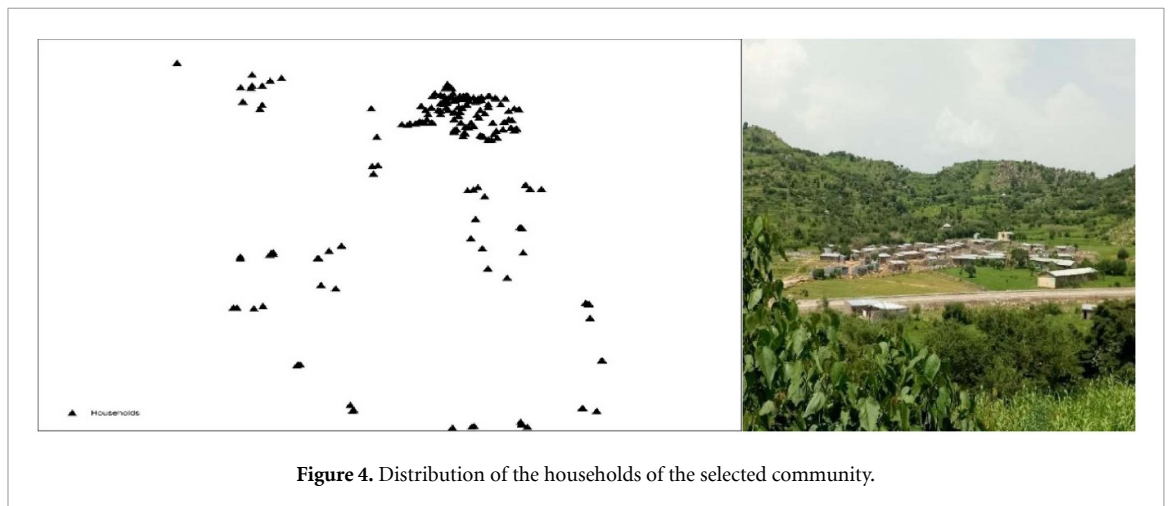 Households
Figure 4. Distribution of the households of the selected community.